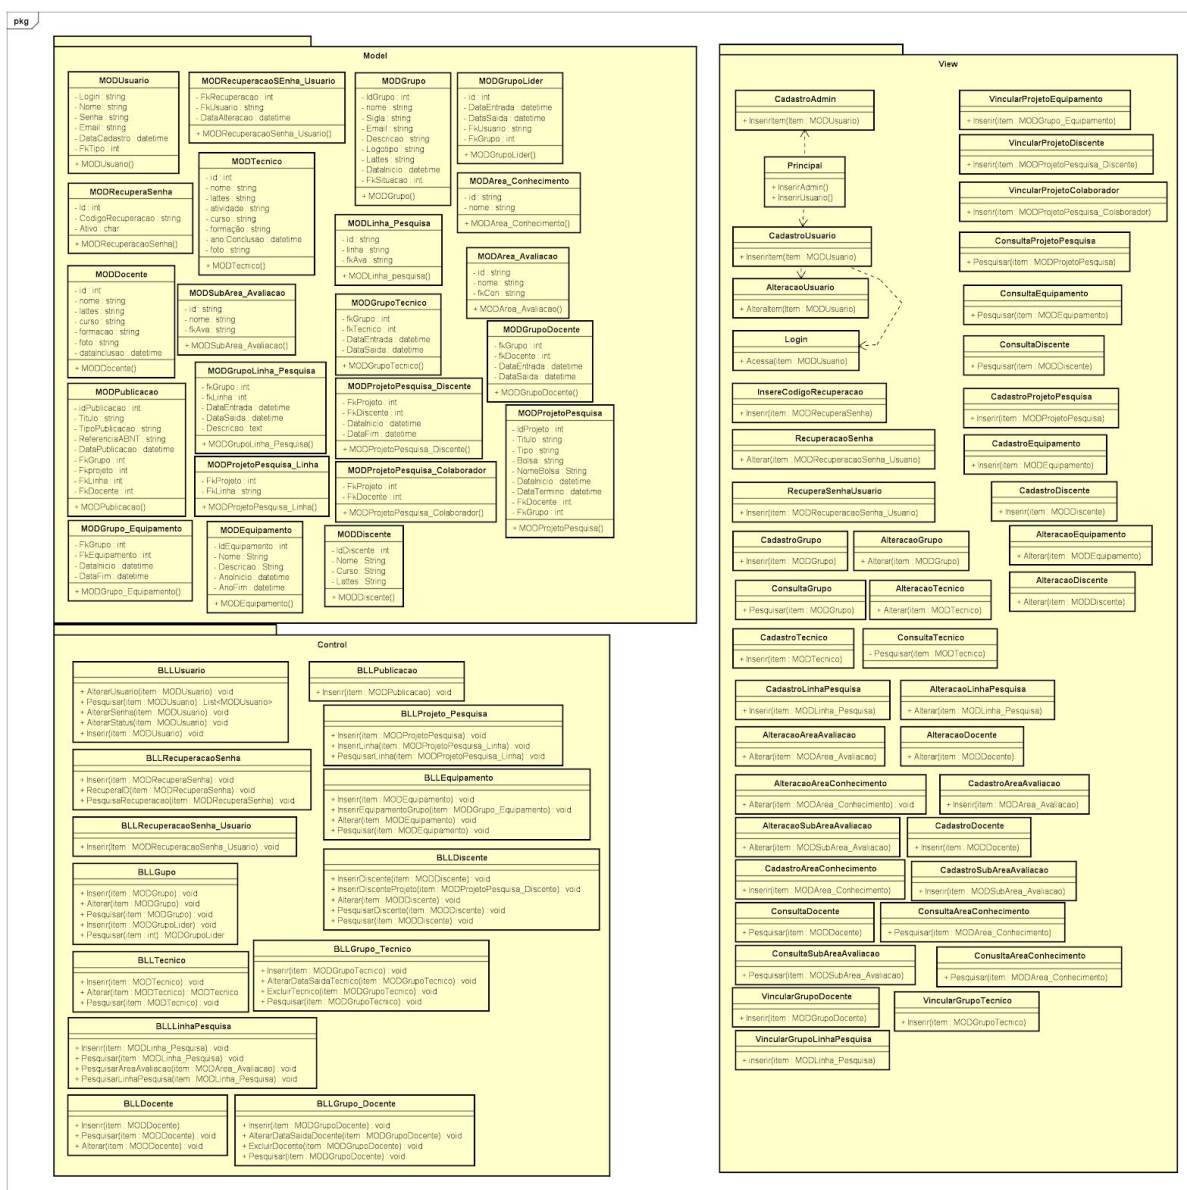 pkg
Model
MODUsuario
- Login : string
- Nome : string
- Senha : string
- Email : string
- DataCadastro : datetime
- FkTipo : int
+ MODUsuario()
MODRecuperacaoSEnha_Usuario
- FkRecuperacao : int
- FkUsuario : string
- DataAlteracao : datetime
+ MODRecuperacaoSenha_Usuario()
MODGrupo
- IdGrupo : int
- nome : string
- Sigla : string
- Email : string
- Descricao : string
- Logotipo : string
- Lattes : string
- DataInicio : datetime
- FkSituacao : int
+ MODGrupo()
MODGrupoLider
- id : int
- DataEntrada : datetime
- DataSaida : datetime
- FkUsuario : string
- FkGrupo : int
+ MODGrupoLider()
MODTecnico
- id : int
- nome : string
- lattes : string
- atividade : string
- curso : string
- formação : string
- ano Conclusao : datetime
- foto : string
+ MODTecnico()
MODRecuperaSenha
- Id : int
- CodigoRecuperacao : string
- Ativo : char
+ MODRecuperacaoSenha()
MODArea_Conhecimento
- id : string
- nome : string
+ MODArea_Conhecimento()
MODLinha_Pesquisa
- id : string
- linha : string
- fkAva : string
+ MODLinha_pesquisa()
MODArea_Avaliacao
- id : string
- nome : string
- fkCon : string
+ MODArea_Avaliacao()
MODDocente
- id : int
- nome : string
- lattes : string
- curso : string
- formacao : string
- foto : string
- dataInclusao : datetime
+ MODDocente()
MODSubArea_Avaliacao
- id : string
- nome : string
- fkAva : string
+ MODSubArea_Avaliacao()
MODGrupoTecnico
- fkGrupo : int
- fkTecnico : int
- DataEntrada : datetime
- DataSaida : datetime
+ MODGrupoTecnico()
MODGrupoDocente
- fkGrupo : int
- fkDocente : int
- DataEntrada : datetime
- DataSaida : datetime
+ MODGrupoDocente()
MODGrupoLinha_Pesquisa
- fkGrupo : int
- fkLinha : int
- DataEntrada : datetime
- DataSaida : datetime
- Descricao : text
+ MODGrupoLinha_Pesquisa()
MODProjetoPesquisa_Discente
- FkProjeto : int
- FkDiscente : int
- DataInicio : datetime
- DataFim : datetime
+ MODProjetoPesquisa_Discente()
MODPublicacao
- idPublicacao : int
- Titulo : string
- TipoPublicacao : string
- ReferenciaABNT : string
- DataPublicacao : datetime
- FkGrupo : int
- Fkprojeto : int
- FkLinha : int
- FkDocente : int
+ MODPublicacao()
MODProjetoPesquisa
- IdProjeto : int
- Titulo : string
- Tipo : string
- Bolsa : string
- NomeBolsa : String
- DataInicio : datetime
- DataTermino : datetime
- FkDocente : int
- FkGrupo : int
+ MODProjetoPesquisa()
MODProjetoPesquisa_Linha
- FkProjeto : int
- FkLinha : string
+ MODProjetoPesquisa_Linha()
MODProjetoPesquisa_Colaborador
- FkProjeto : int
- FkDocente : int
+ MODProjetoPesquisa_Colaborador()
MODGrupo_Equipamento
- FkGrupo : int
- FkEquipamento : int
- DataInicio : datetime
- DataFim : datetime
+ MODGrupo_Equipamento()
MODEquipamento
- IdEquipamento : int
- Nome : String
- Descricao : String
- AnoInicio : datetime
- AnoFim : datetime
+ MODEquipamento()
MODDiscente
- IdDiscente : int
- Nome : String
- Curso : String
- Lattes : String
+ MODDiscente()
Control
BLLUsuario
+ AlterarUsuario(item : MODUsuario) : void
+ Pesquisar(item : MODUsuario) : List<MODUsuario>
+ AlterarSenha(item : MODUsuario) : void
+ AlterarStatus(item : MODUsuario) : void
+ Inserir(item : MODUsuario) : void
BLLPublicacao
+ Inserir(item : MODPublicacao) : void
BLLProjeto_Pesquisa
+ Inserir(item : MODProjetoPesquisa) : void
+ InserirLinha(item : MODProjetoPesquisa_Linha) : void
+ PesquisarLinha(item : MODProjetoPesquisa_Linha) : void
BLLRecuperacaoSenha
+ Inserir(item : MODRecuperaSenha) : void
+ RecuperaID(item : MODRecuperaSenha) : void
+ PesquisaRecuperacao(item : MODRecuperaSenha) : void
BLLEquipamento
+ Inserir(item : MODEquipamento) : void
+ InserirEquipamentoGrupo(item : MODGrupo_Equipamento) : void
+ Alterar(item : MODEquipamento) : void
+ Pesquisar(item : MODEquipamento) : void
BLLRecuperacaoSenha_Usuario
+ Inserir(Item : MODRecuperacaoSenha_Usuario) : void
BLLDiscente
+ InserirDiscente(item : MODDiscente) : void
+ InserirDiscenteProjeto(item : MODProjetoPesquisa_Discente) : void
+ Alterar(item : MODDiscente) : void
+ PesquisarDiscente(item : MODDiscente) : void
+ Pesquisar(item : MODDiscente) : void
BLLGupo
+ Inserir(item : MODGrupo) : void
+ Alterar(item : MODGrupo) : void
+ Pesquisar(item : MODGrupo) : void
+ Inserir(item : MODGrupoLider) : void
+ Pesquisar(item : int) : MODGrupoLider
BLLGrupo_Tecnico
+ Inserir(item : MODGrupoTecnico) : void
+ AlterarDataSaidaTecnico(item : MODGrupoTecnico) : void
+ ExcluirTecnico(item : MODGrupoTecnico) : void
+ Pesquisar(item : MODGrupoTecnico) : void
BLLTecnico
+ Inserir(item : MODTecnico) : void
+ Alterar(item : MODTecnico) : MODTecnico
+ Pesquisar(item : MODTecnico) : void
BLLLinhaPesquisa
+ Inserir(item : MODLinha_Pesquisa) : void
+ Pesquisar(item : MODLinha_Pesquisa) : void
+ PesquisarAreaAvaliacao(item : MODArea_Avaliacao) : void
+ PesquisarLinhaPesquisa(item : MODLinha_Pesquisa) : void
BLLDocente
+ Inserir(item : MODDocente)
+ Pesquisar(item : MODDocente) : void
+ Alterar(item : MODDocente) : void
BLLGrupo_Docente
+ Inserir(item : MODGrupoDocente) : void
+ AlterarDataSaidaDocente(item : MODGrupoDocente) : void
+ ExcluirDocente(item : MODGrupoDocente) : void
+ Pesquisar(item : MODGrupoDocente) : void
View
CadastroAdmin
+ InserirItem(Item : MODUsuario)
VincularProjetoEquipamento
+ Inserir(item : MODGrupo_Equipamento)
VincularProjetoDiscente
+ Inserir(item : MODProjetoPesquisa_Discente)
Principal
+ InserirAdmin()
+ InserirUsuario()
VincularProjetoColaborador
+ Inserir(item : MODProjetoPesquisa_Colaborador)
CadastroUsuario
+ InserirItem(item : MODUsuario)
ConsultaProjetoPesquisa
+ Pesquisar(item : MODProjetoPesquisa)
AlteracaoUsuario
+ AlteraItem(item : MODUsuario)
ConsultaEquipamento
+ Pesquisar(item : MODEquipamento)
Login
+ Acessa(item : MODUsuario)
ConsultaDiscente
+ Pesquisar(item : MODDiscente)
InsereCodigoRecuperacao
+ Inserir(item : MODRecuperaSenha)
CadastroProjetoPesquisa
+ Inserir(item : MODProjetoPesquisa)
RecuperacaoSenha
+ Alterar(item : MODRecuperacaoSenha_Usuario)
CadastroEquipamento
+ Inserir(item : MODEquipamento)
RecuperaSenhaUsuario
+ Inserir(item : MODRecuperacaoSenha_Usuario)
CadastroDiscente
+ Inserir(item : MODDiscente)
CadastroGrupo
+ Inserir(item : MODGrupo)
AlteracaoGrupo
+ Alterar(item : MODGrupo)
AlteracaoEquipamento
+ Alterar(item : MODEquipamento)
ConsultaGrupo
+ Pesquisar(item : MODGrupo)
AlteracaoTecnico
+ Alterar(item : MODTecnico)
AlteracaoDiscente
+ Alterar(item : MODDiscente)
CadastroTecnico
+ Inserir(item : MODTecnico)
ConsultaTecnico
- Pesquisar(item : MODTecnico)
CadastroLinhaPesquisa
+ Inserir(item : MODLinha_Pesquisa)
AlteracaoLinhaPesquisa
+ Alterar(item : MODLinha_Pesquisa)
AlteracaoAreaAvaliacao
+ Alterar(item : MODArea_Avaliacao)
AlteracaoDocente
+ Alterar(item : MODDocente)
AlteracaoAreaConhecimento
+ Alterar(item : MODArea_Conhecimento) : void
CadastroAreaAvaliacao
+ Inserir(item : MODArea_Avaliacao)
AlteracaoSubAreaAvaliacao
+ Alterar(item : MODSubArea_Avaliacao)
CadastroDocente
+ Inserir(item : MODDocente)
CadastroAreaConhecimento
+ Inserir(item : MODArea_Conhecimento)
CadastroSubAreaAvaliacao
+ Inserir(item : MODSubArea_Avaliacao)
ConsultaDocente
+ Pesquisar(item : MODDocente)
ConsultaAreaConhecimento
+ Pesquisar(item : MODArea_Conhecimento)
ConsultaSubAreaAvaliacao
+ Pesquisar(item : MODSubArea_Avaliacao)
ConusltaAreaConhecimento
+ Pesquisar(item : MODArea_Conhecimento)
VincularGrupoDocente
+ Inserir(item : MODGrupoDocente)
VincularGrupoTecnico
+ Inserir(item : MODGrupoTecnico)
VincularGrupoLinhaPesquisa
+ inserir(item : MODLinha_Pesquisa)